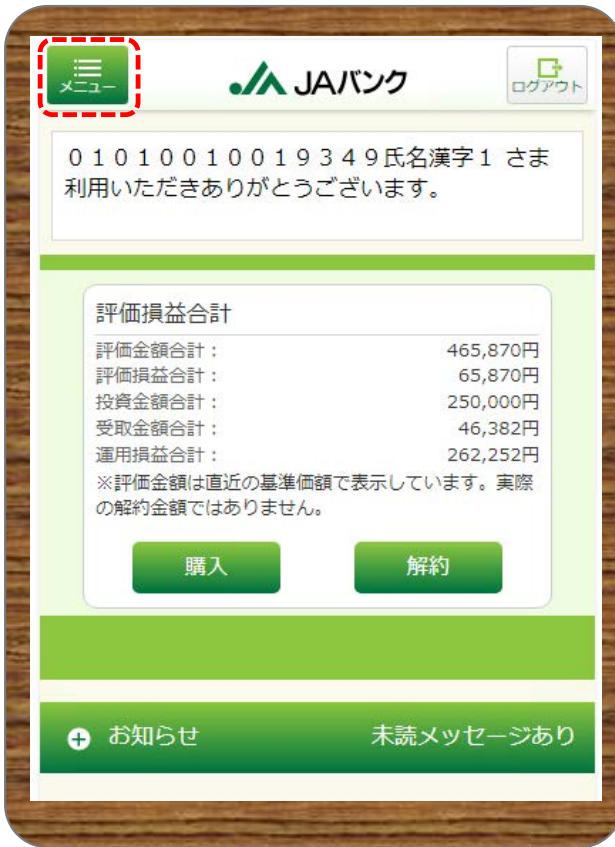 メニュー
JAバンク
ログアウト
01010010019349氏名漢字1 さま
利用いただきありがとうございます。
評価損益合計
評価金額合計： 465,870円
評価損益合計： 65,870円
投資金額合計： 250,000円
受取金額合計： 46,382円
運用損益合計： 262,252円
※評価金額は直近の基準価額で表示しています。実際
の解約金額ではありません。
購入 解約
お知らせ 未読メッセージあり